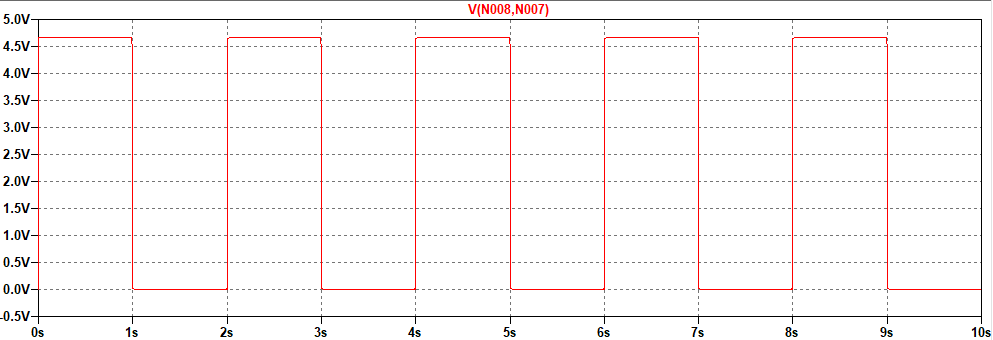 V(N008,N007)
5.0V
4.5V
4.0V
3.5V
3.0V
2.5V
2.0V
1.5V
1.0V
0.5V
0.0V
-0.5V
0s 1s 2s 3s 4s 5s 6s 7s 8s 9s 10s